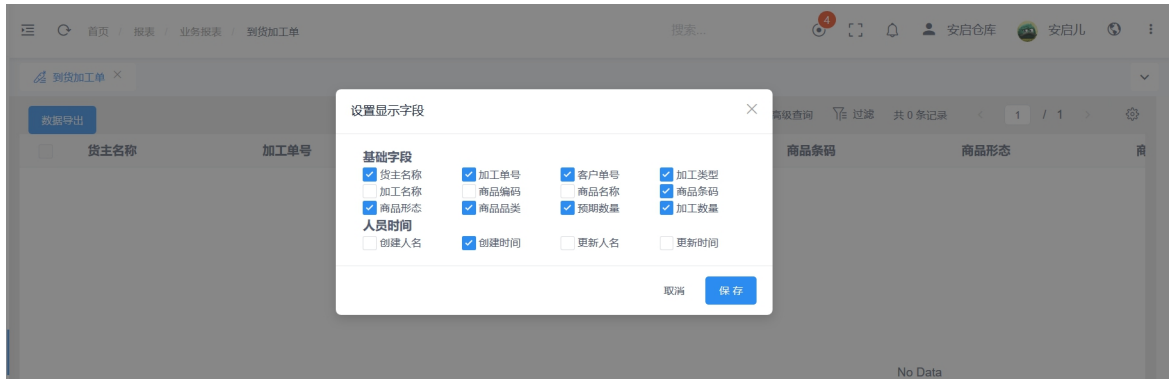 首页 / 报表 / 业务报表 / 到货加工单 搜索... 4 安启仓库 安启儿
到货加工单
数据导出 高级查询 过滤 共 0 条记录 1 / 1
货主名称 加工单号 商品条码 商品形态 商
设置显示字段
基础字段
货主名称 加工单号 客户单号 加工类型
加工名称 商品编码 商品名称 商品条码
商品形态 商品品类 预期数量 加工数量
人员时间
创建人名 创建时间 更新人名 更新时间
取消 保存
No Data